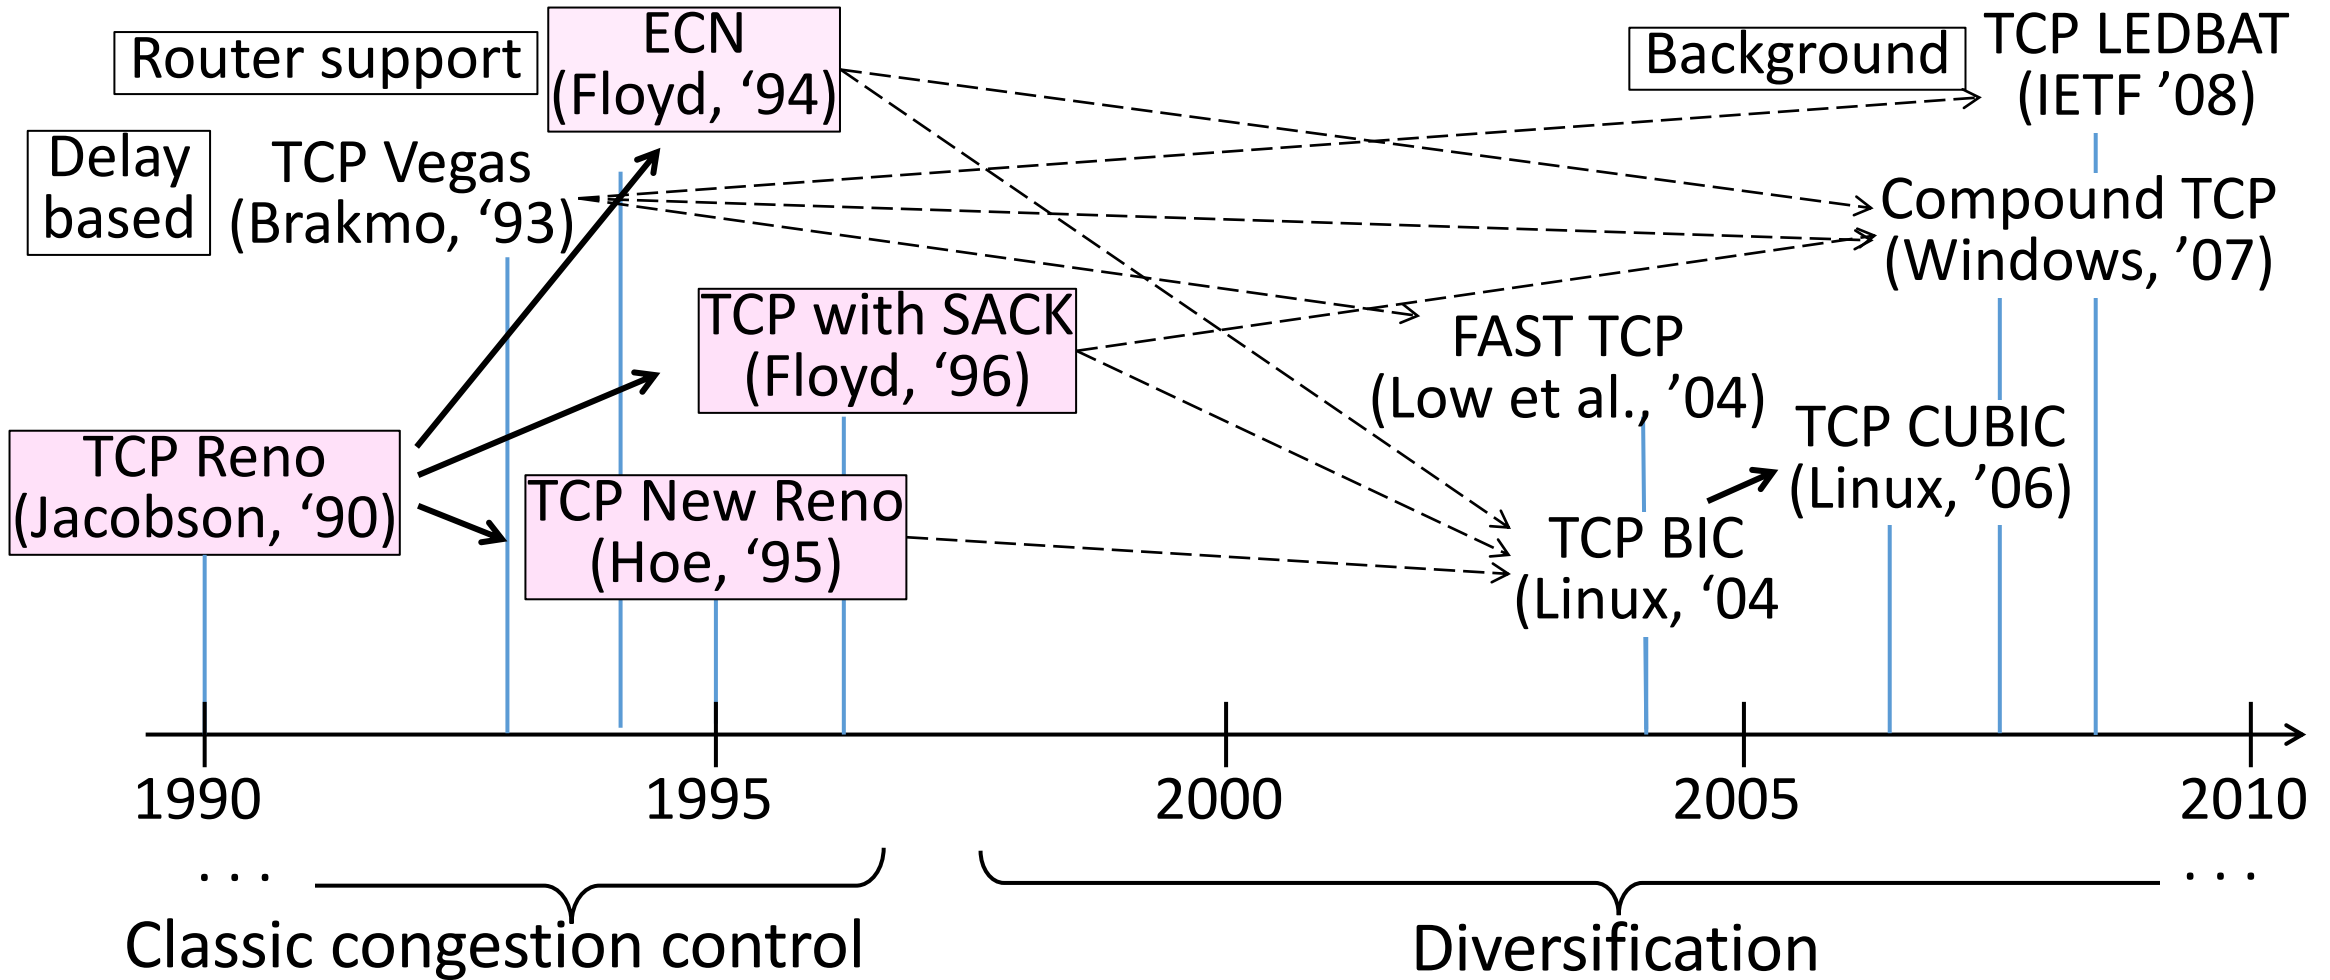 Router support
ECN
(Floyd, ‘94)
Background
TCP LEDBAT
(IETF ’08)
Delay
based
TCP Vegas
(Brakmo, ‘93)
Compound TCP
(Windows, ’07)
TCP with SACK
(Floyd, ‘96)
FAST TCP
(Low et al., ’04)
TCP Reno
(Jacobson, ‘90)
TCP New Reno
(Hoe, ‘95)
TCP CUBIC
(Linux, ’06)
TCP BIC
(Linux, ‘04
1990
1995
2000
2005
2010
. . .
. . .
Classic congestion control
Diversification